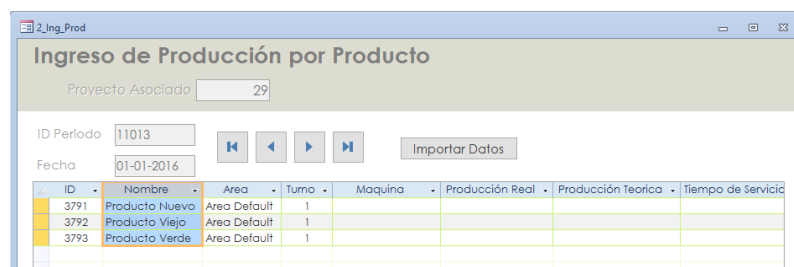 2_Ing_Prod
Ingreso de Producción por Producto
Proyecto Asociado 29
ID Periodo 11013
Importar Datos
Fecha 01-01-2016
ID Nombre Area Turno Maquina Producción Real Producción Teorica Tiempo de Servicio
3791 Producto Nuevo Area Default 1
3792 Producto Viejo Area Default 1
3793 Producto Verde Area Default 1